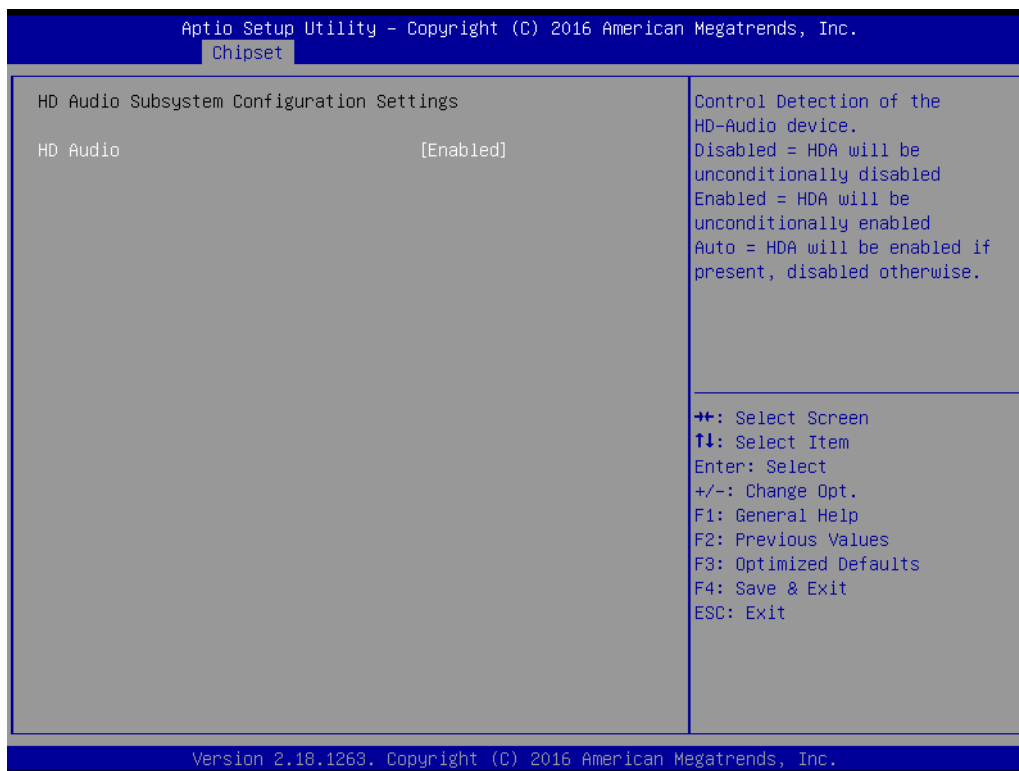 Aptio Setup Utility – Copyright (C) 2016 American Megatrends, Inc.
Chipset
HD Audio Subsystem Configuration Settings
HD Audio [Enabled]
Control Detection of the
HD-Audio device.
Disabled = HDA will be
unconditionally disabled
Enabled = HDA will be
unconditionally enabled
Auto = HDA will be enabled if
present, disabled otherwise.
→←: Select Screen
↑↓: Select Item
Enter: Select
+/-: Change Opt.
F1: General Help
F2: Previous Values
F3: Optimized Defaults
F4: Save & Exit
ESC: Exit
Version 2.18.1263. Copyright (C) 2016 American Megatrends, Inc.